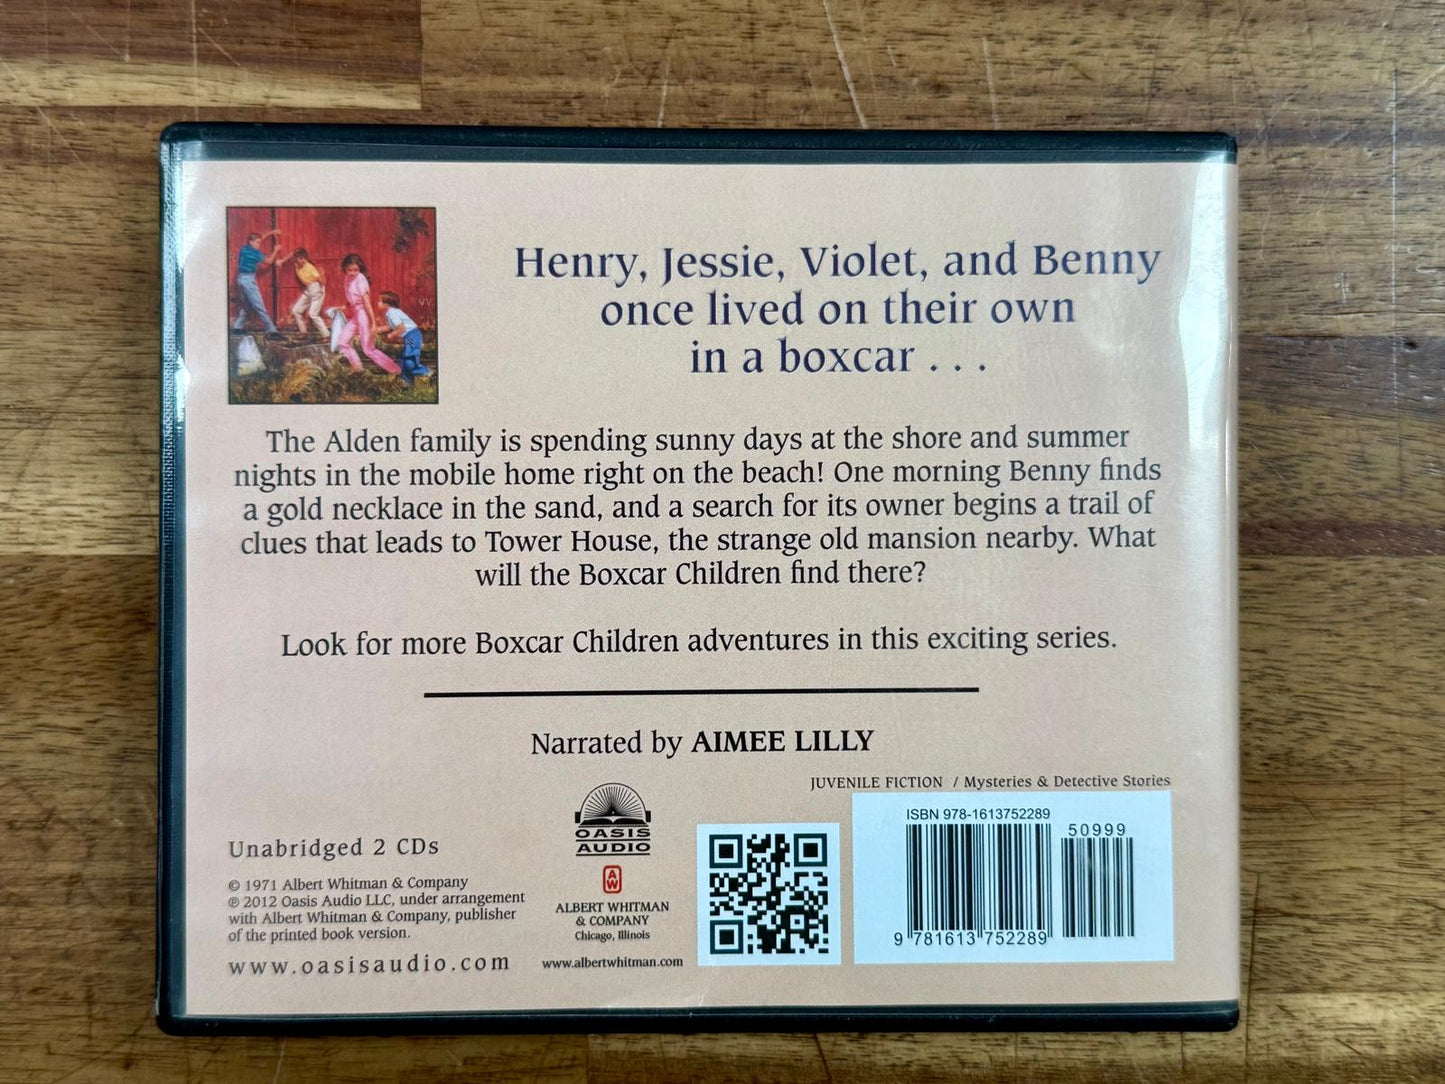 Henry, Jessie, Violet, and Benny
once lived on their own
in a boxcar . . .
The Alden family is spending sunny days at the shore and summer
nights in the mobile home right on the beach! One morning Benny finds
a gold necklace in the sand, and a search for its owner begins a trail of
clues that leads to Tower House, the strange old mansion nearby. What
will the Boxcar Children find there?
Look for more Boxcar Children adventures in this exciting series.
Narrated by AIMEE LILLY
JUVENILE FICTION / Mysteries & Detective Stories
Unabridged 2 CDs
© 1971 Albert Whitman & Company
℗ 2012 Oasis Audio LLC, under arrangement
with Albert Whitman & Company, publisher
of the printed book version.
www.oasisaudio.com
OASIS
AUDIO
AW
ALBERT WHITMAN
& COMPANY
Chicago, Illinois
www.albertwhitman.com
ISBN 978-1613752289
50999
9 781613 752289